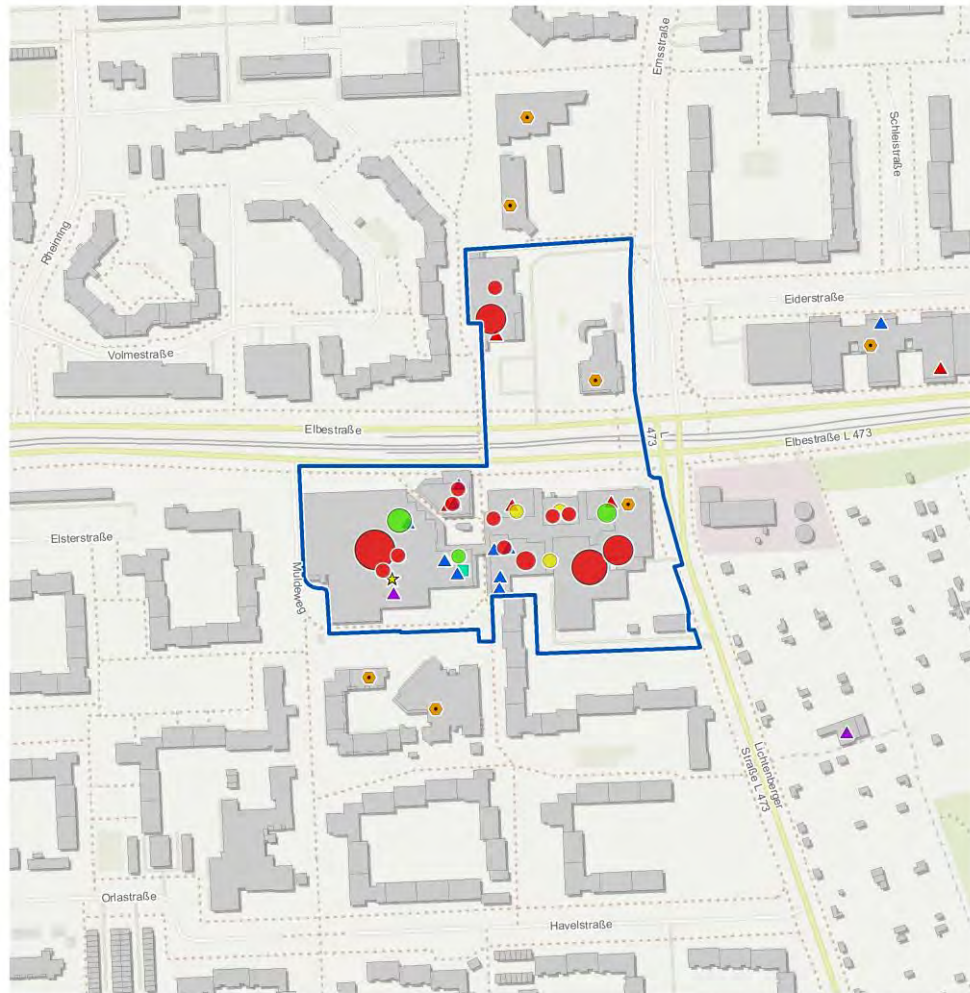 Emsstraße
Schleistraße
Rheinring
Eiderstraße
Volmestraße
Elbestraße
L
473
Elbestraße L 473
Elsterstraße
Muldeweg
Lichtenberger
Straße L 473
Orlastraße
Havelstraße